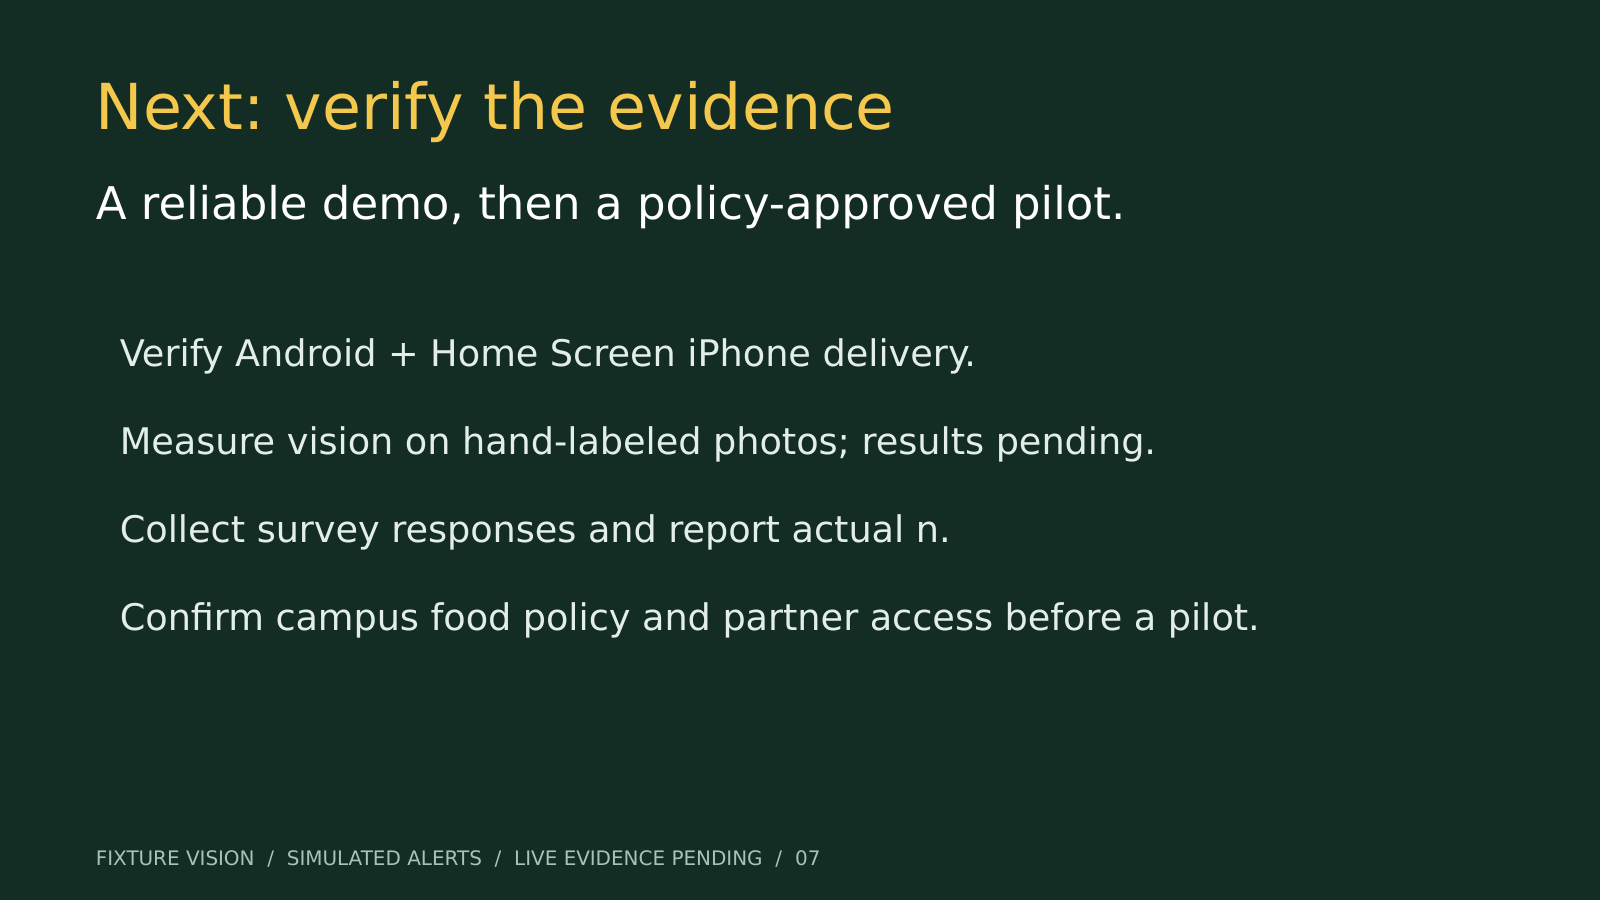 Next: verify the evidence
A reliable demo, then a policy-approved pilot.
Verify Android + Home Screen iPhone delivery.
Measure vision on hand-labeled photos; results pending.
Collect survey responses and report actual n.
Confirm campus food policy and partner access before a pilot.
FIXTURE VISION / SIMULATED ALERTS / LIVE EVIDENCE PENDING / 07